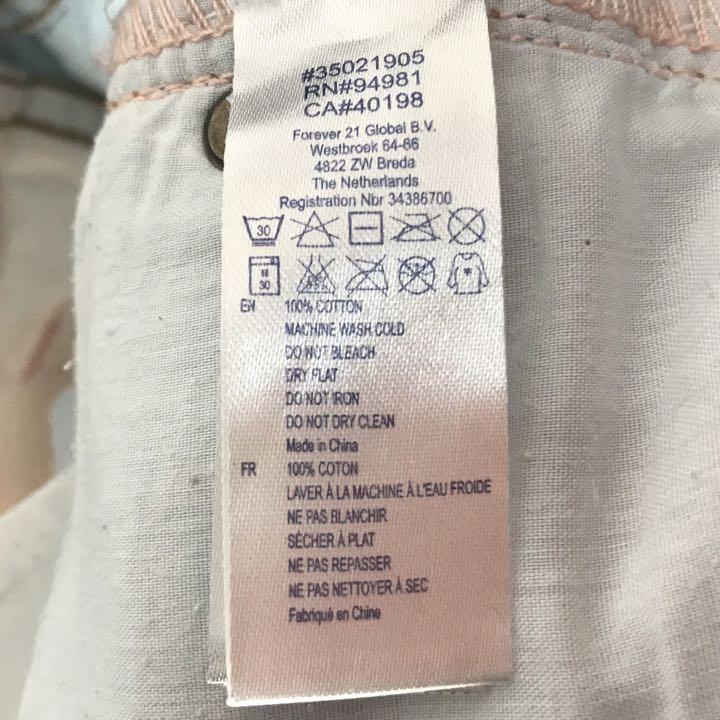 #35021905
RN#94981
CA#40198
Forever 21 Global B.V.
Westbroek 64-66
4822 ZW Breda
The Netherlands
Registration Nbr 34386700
30
30
EN 100% COTTON
MACHINE WASH COLD
DO NOT BLEACH
DRY FLAT
DO NOT IRON
DO NOT DRY CLEAN
Made in China
FR 100% COTON
LAVER À LA MACHINE À L'EAU FROIDE
NE PAS BLANCHIR
SÉCHER À PLAT
NE PAS REPASSER
NE PAS NETTOYER À SEC
Fabriqué en Chine